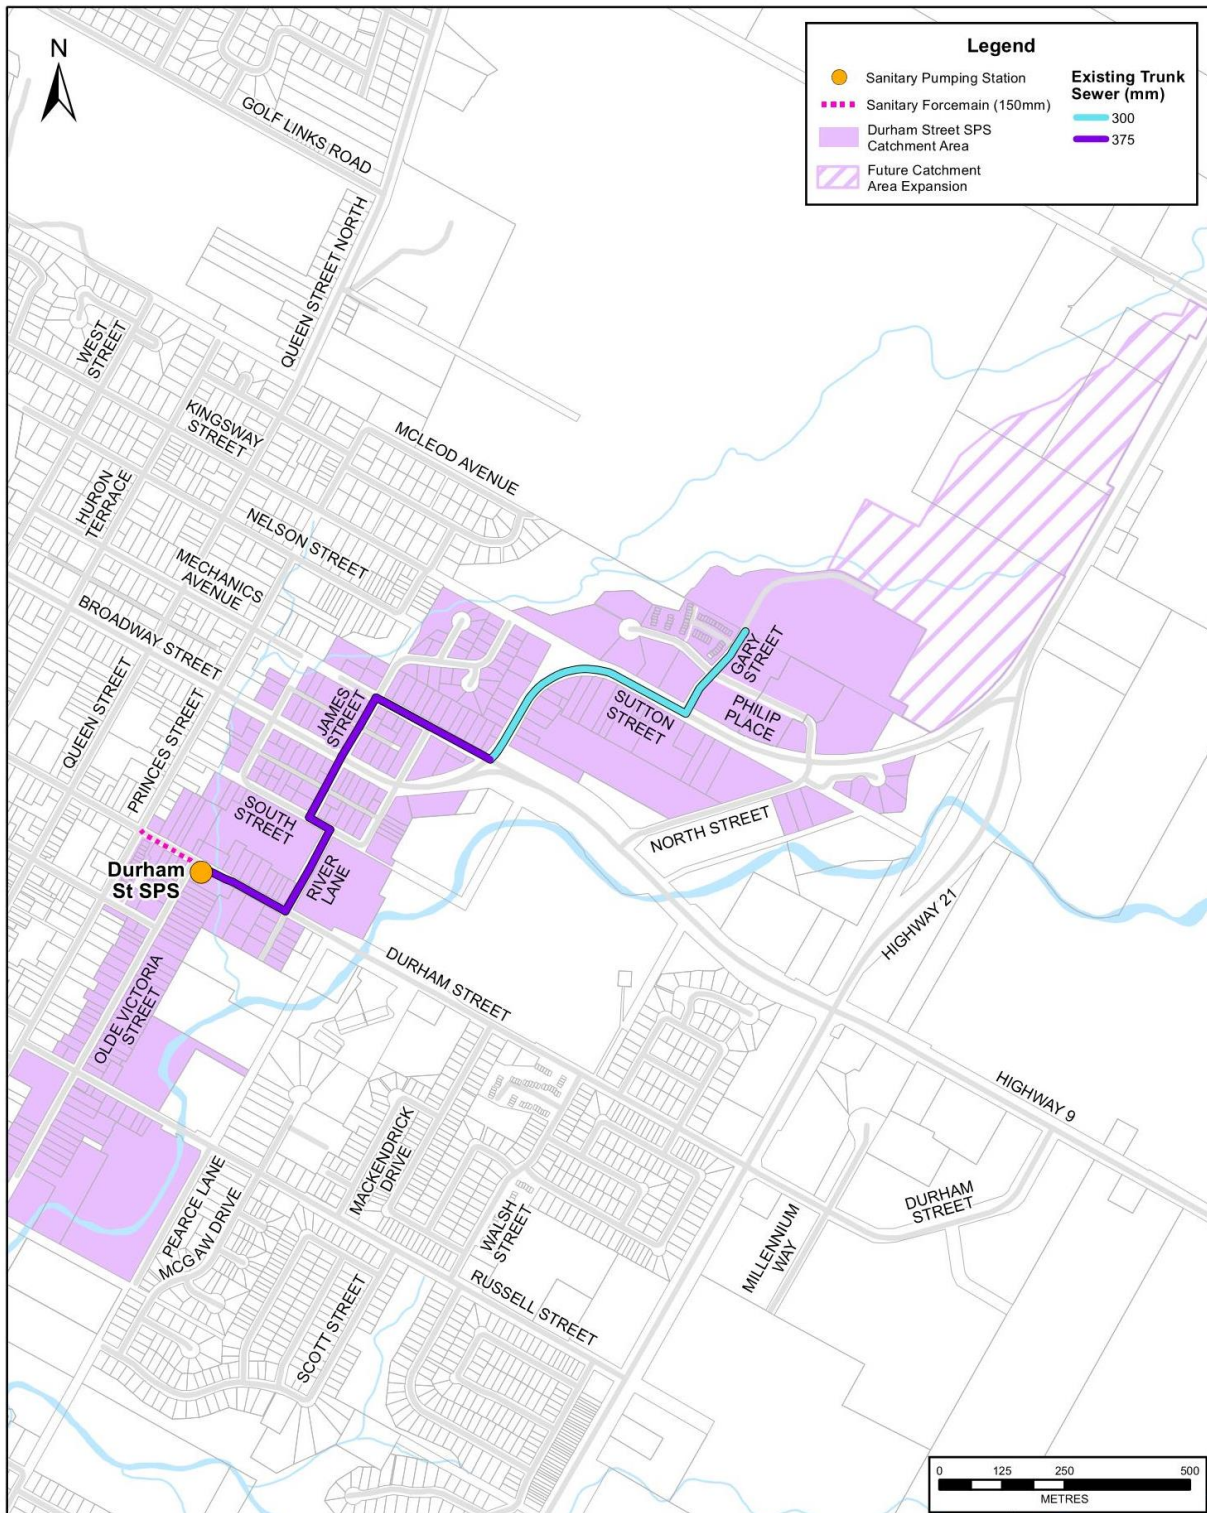 N
Legend
Sanitary Pumping Station
Sanitary Forcemain (150mm)
Durham Street SPS
Catchment Area
Future Catchment
Area Expansion
Existing Trunk
Sewer (mm)
300
375
GOLF LINKS ROAD
QUEEN STREET NORTH
WEST
STREET
KINGSWAY
STREET
MCLEOD AVENUE
HURON
TERRACE
NELSON STREET
MECHANICS
AVENUE
BROADWAY STREET
QUEEN STREET
PRINCES STREET
JAMES
STREET
GARY
STREET
SUTTON
STREET
PHILIP
PLACE
SOUTH
STREET
NORTH STREET
Durham
St SPS
RIVER
LANE
HIGHWAY 21
DURHAM STREET
OLDE VICTORIA
STREET
HIGHWAY 9
MACKENDRICK
DRIVE
PEARCE LANE
MCGAW DRIVE
WALSH
STREET
DURHAM
STREET
MILLENNIUM
WAY
RUSSELL STREET
SCOTT STREET
0 125 250 500
METRES